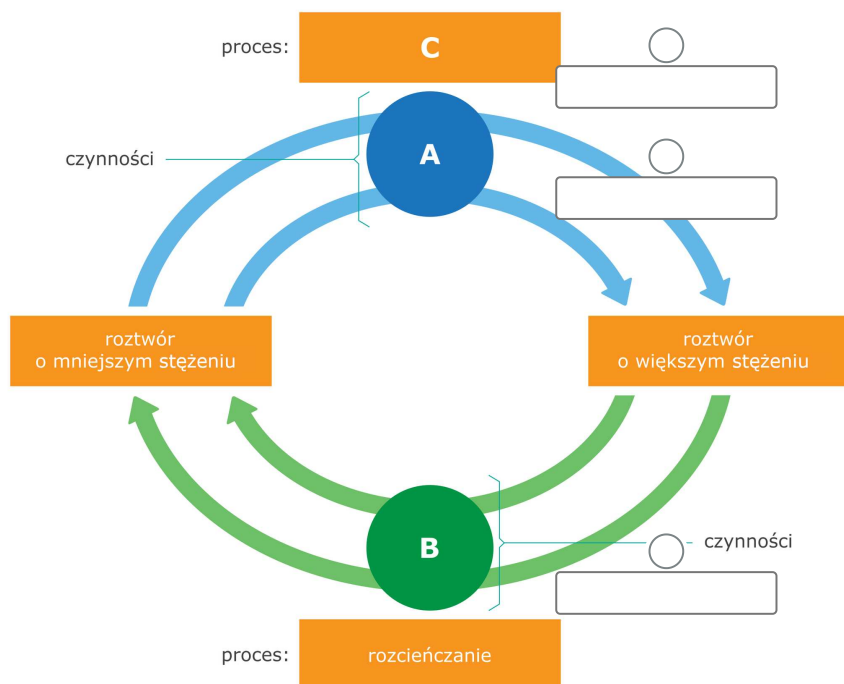 proces:
C
czynności
A
roztwór
o mniejszym stężeniu
roztwór
o większym stężeniu
B
czynności
proces:
rozcieńczanie